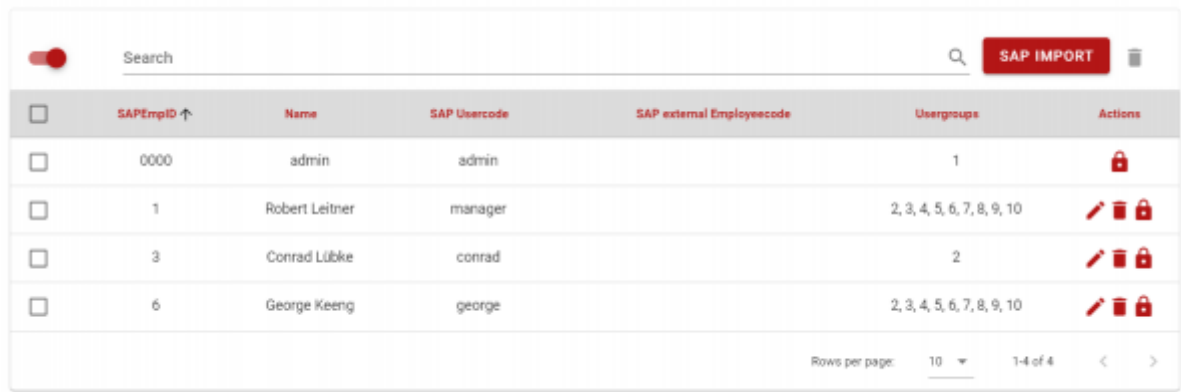 Search SAP IMPORT
SAPEmpID Name SAP Usercode SAP external Employeecode Usergroups Actions
0000 admin admin 1
1 Robert Leitner manager 2, 3, 4, 5, 6, 7, 8, 9, 10
3 Conrad Lübke conrad 2
6 George Keeng george 2, 3, 4, 5, 6, 7, 8, 9, 10
Rows per page: 10 1-4 of 4